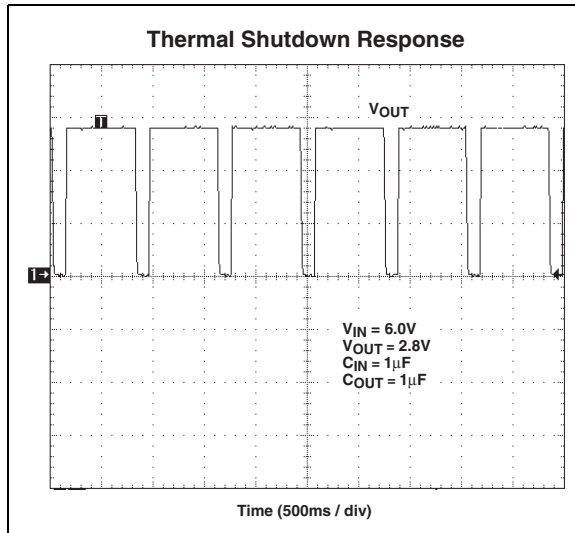 Thermal Shutdown Response
VOUT
T
1
VIN = 6.0V
VOUT = 2.8V
CIN = 1μF
COUT = 1μF
Time (500ms / div)